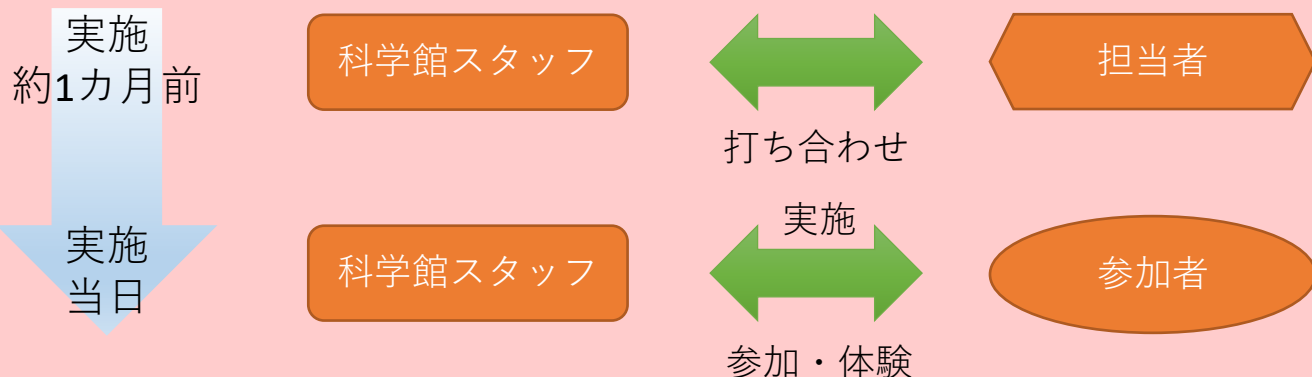 実施
約1カ月前
科学館スタッフ
担当者
打ち合わせ
実施
当日
科学館スタッフ
実施
参加者
参加・体験